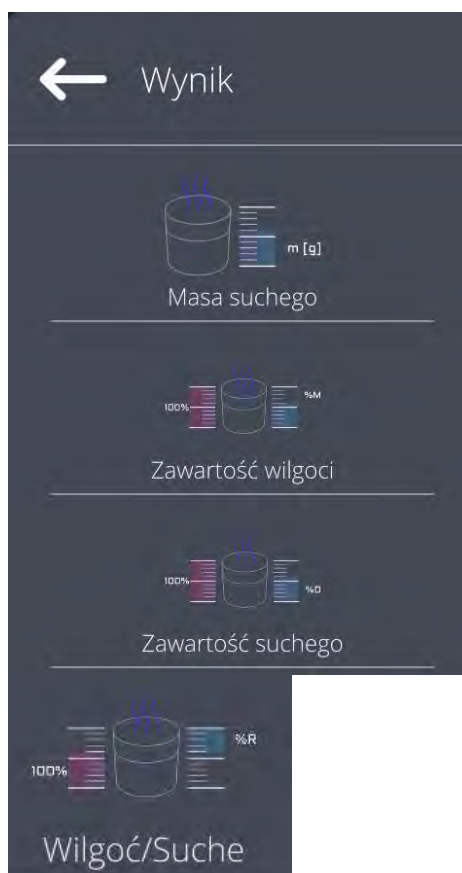 Wynik
m [g]
Masa suchego
100% %M
Zawartość wilgoci
100% %D
Zawartość suchego
100% %R
Wilgoć/Suche